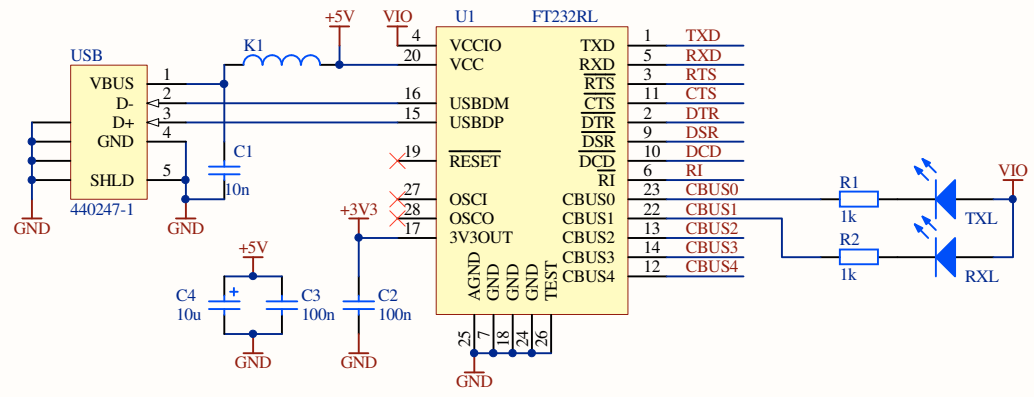 +5V VIO U1 FT232RL
USB K1
4 VCCIO TXD 1 TXD
20 VCC RXD 5 RXD
VBUS 1 RTS 3 RTS
D- 2 16 USBDM CTS 11 CTS
D+ 3 15 USBDP DTR 2 DTR
GND 4 DSR 9 DSR
C1 19 RESET DCD 10 DCD
SHLD 5 10n RI 6 RI
440247-1 27 OSCI CBUS0 23 CBUS0 R1 1k TXL VIO
GND GND +3V3 28 OSCO CBUS1 22 CBUS1
17 3V3OUT CBUS2 13 CBUS2 R2 1k RXL
+5V CBUS3 14 CBUS3
CBUS4 12 CBUS4
C4 C3 C2 AGND GND GND GND TEST
10u 100n 100n 25 7 18 24 26
GND GND GND